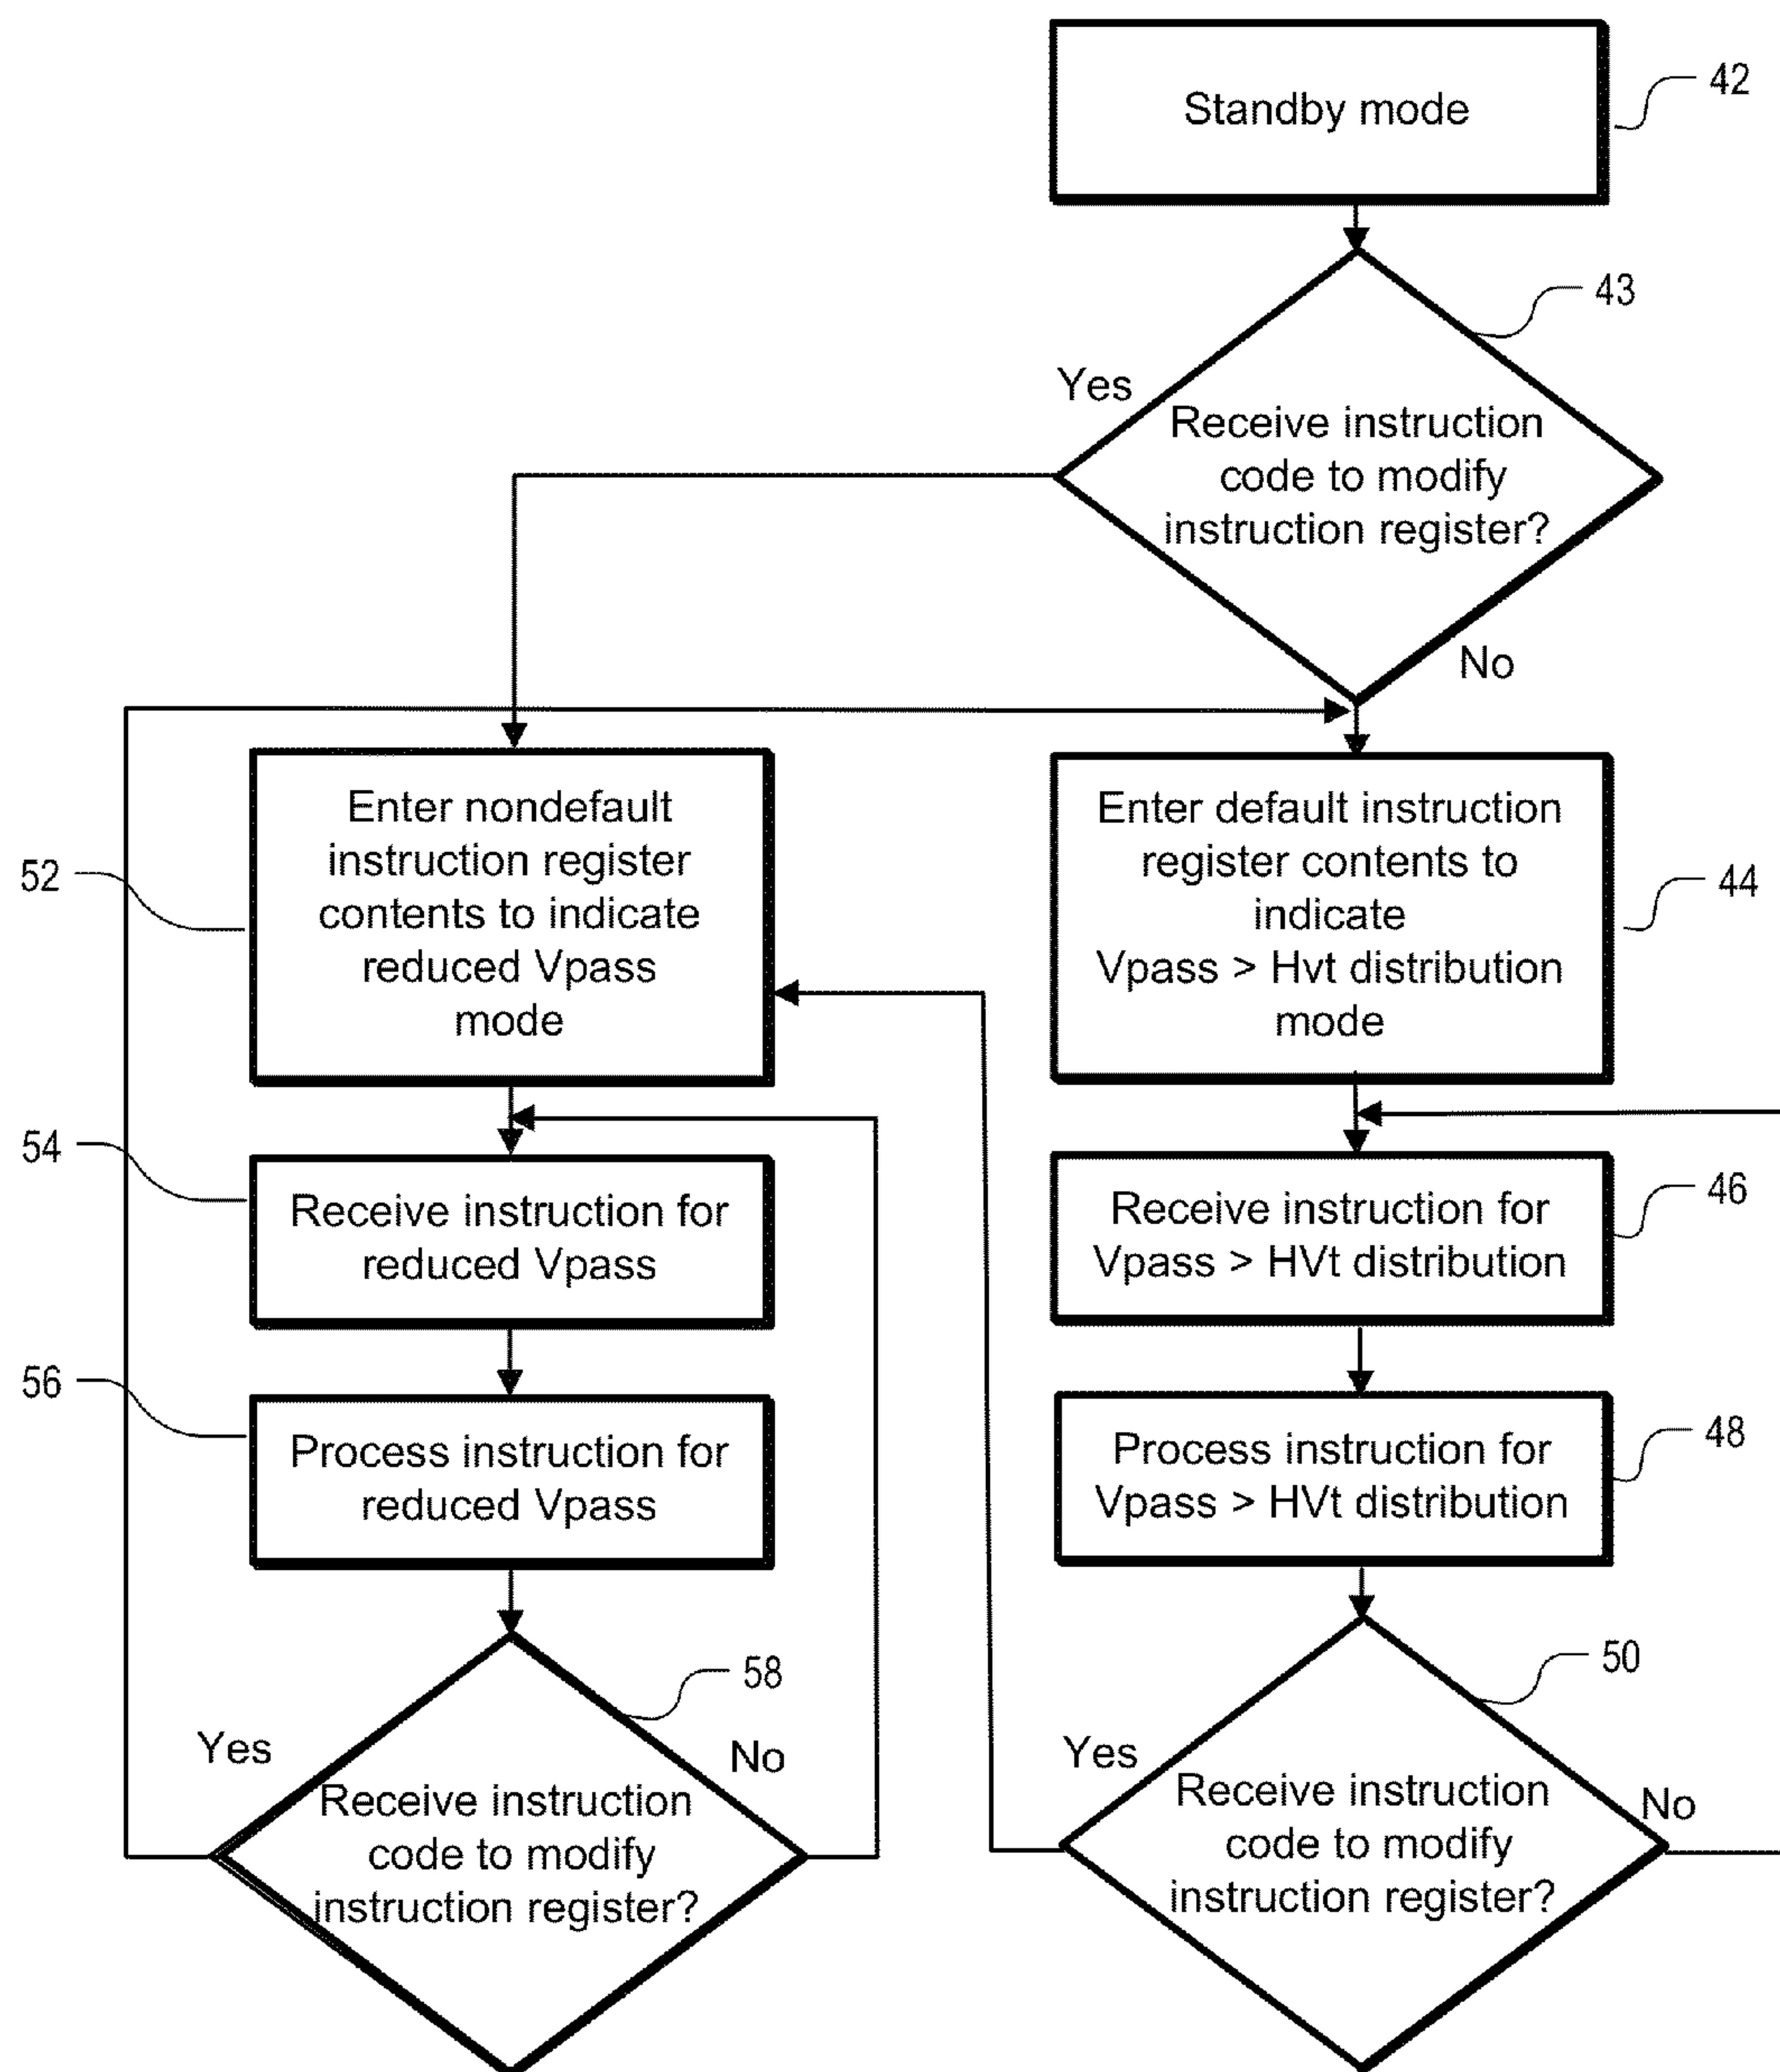 Standby mode
42
43
Yes
Receive instruction
code to modify
instruction register?
No
52
Enter nondefault
instruction register
contents to indicate
reduced Vpass
mode
Enter default instruction
register contents to
indicate
Vpass > Hvt distribution
mode
44
54
Receive instruction for
reduced Vpass
Receive instruction for
Vpass > HVt distribution
46
56
Process instruction for
reduced Vpass
Process instruction for
Vpass > HVt distribution
48
58
Yes
No
Receive instruction
code to modify
instruction register?
50
Yes
No
Receive instruction
code to modify
instruction register?